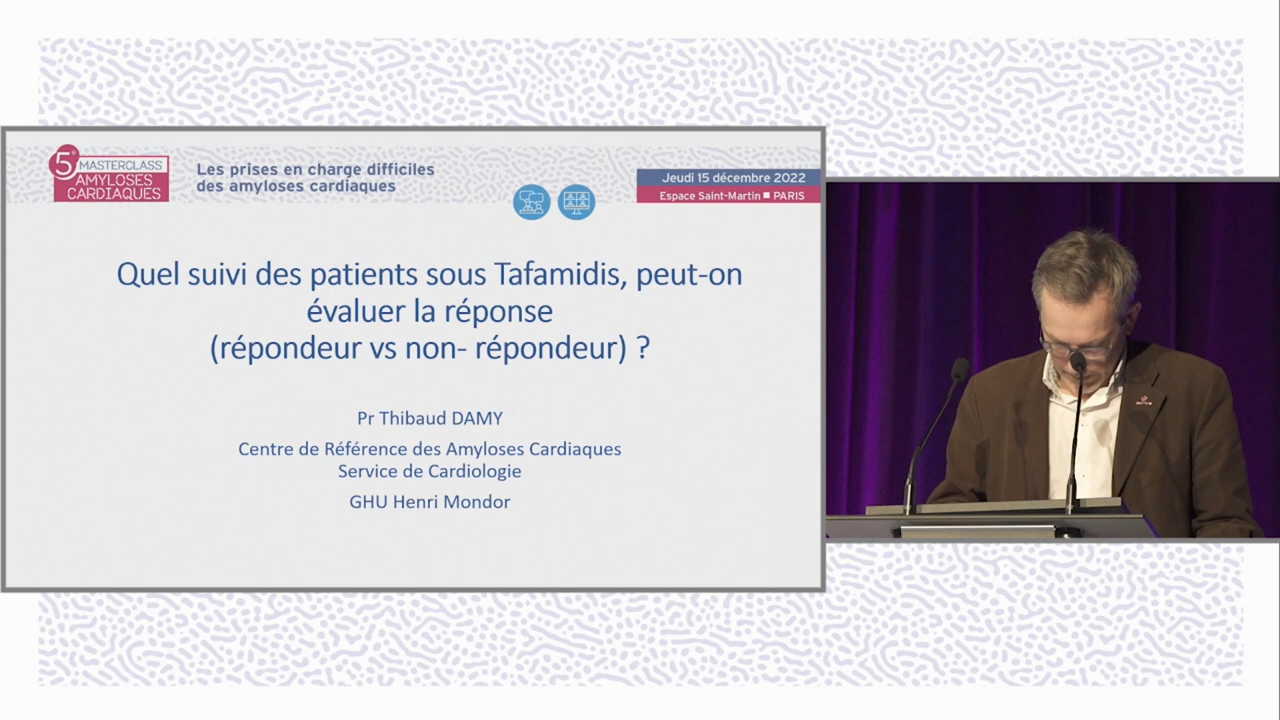 5e
MASTERCLASS
AMYLOSES
CARDIAQUES
Les prises en charge difficiles
des amyloses cardiaques
Jeudi 15 décembre 2022
Espace Saint-Martin ■ PARIS
Quel suivi des patients sous Tafamidis, peut-on
évaluer la réponse
(répondeur vs non- répondeur) ?
Pr Thibaud DAMY
Centre de Référence des Amyloses Cardiaques
Service de Cardiologie
GHU Henri Mondor